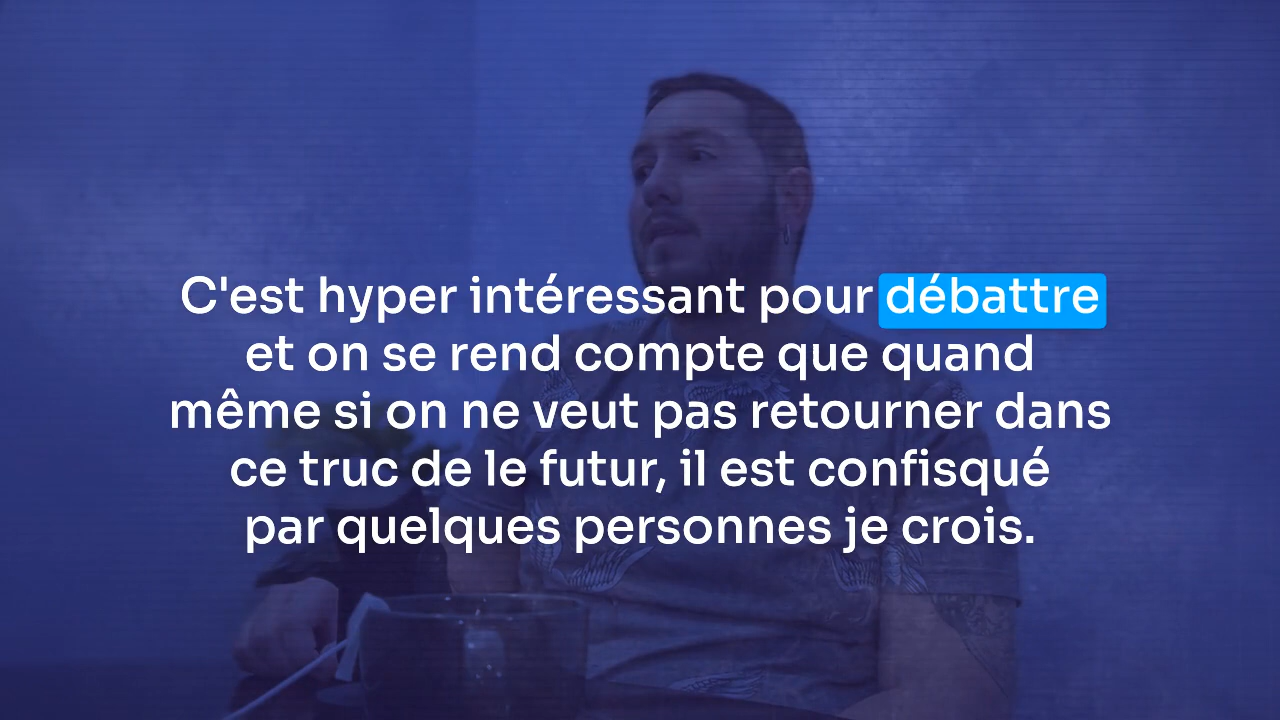 C'est hyper intéressant pour débattre
et on se rend compte que quand
même si on ne veut pas retourner dans
ce truc de le futur, il est confisqué
par quelques personnes je crois.